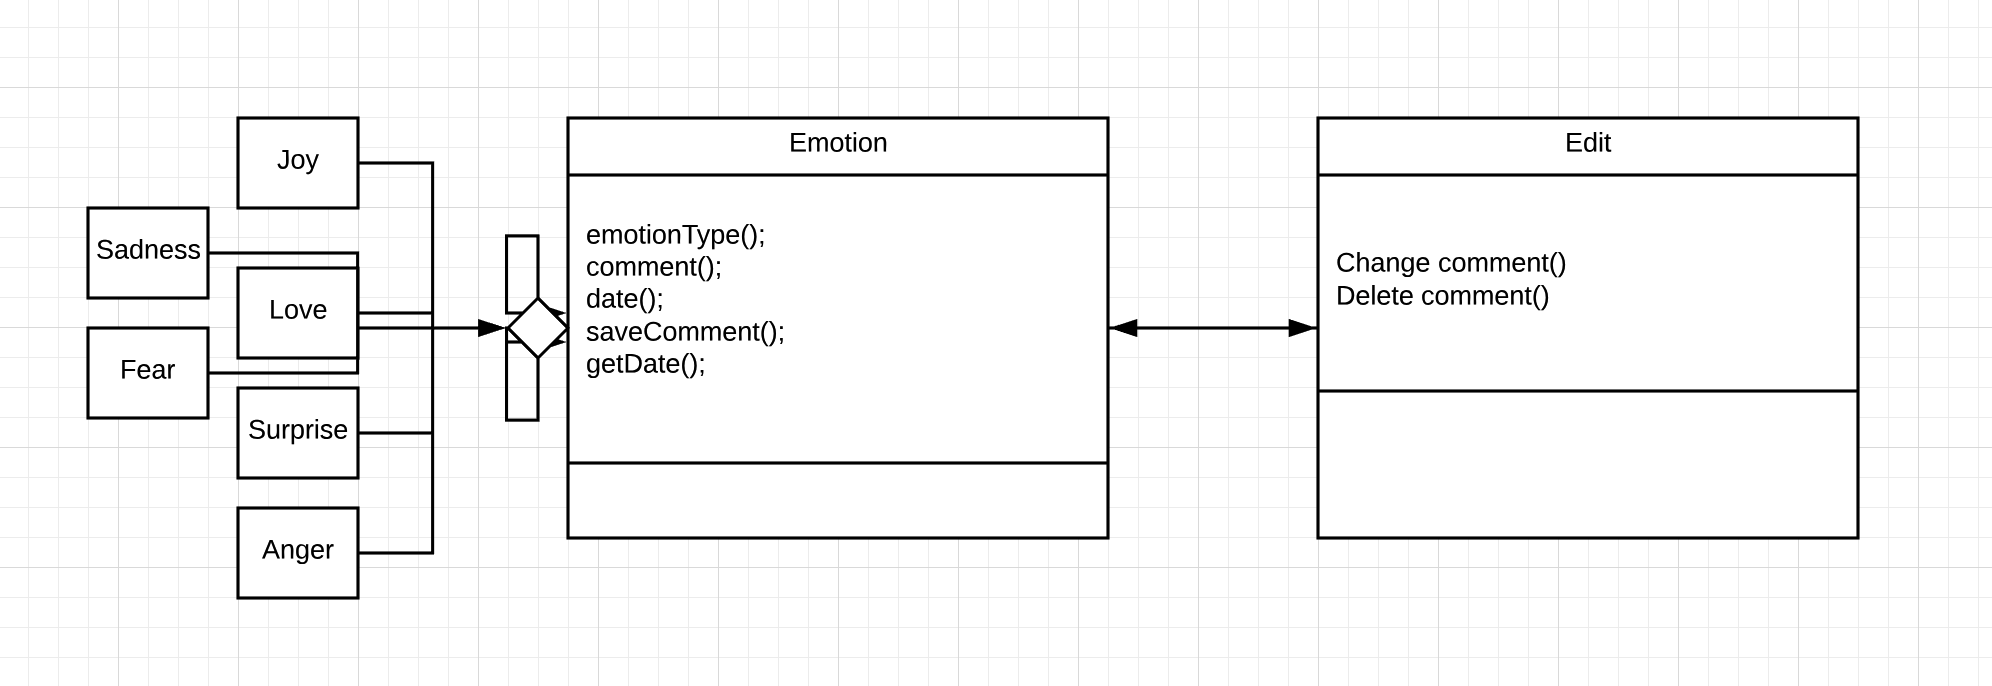 Joy
Sadness
Love
Fear
Surprise
Anger
Emotion
emotionType();
comment();
date();
saveComment();
getDate();
Edit
Change comment()
Delete comment()